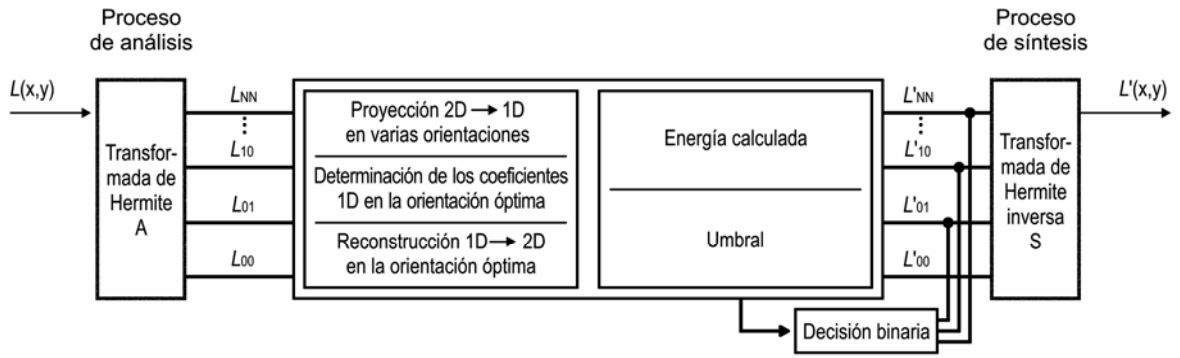 Proceso
de análisis
Proceso
de síntesis
L(x,y)
Transfor-
mada de
Hermite
A
LNN
L10
L01
L00
Proyección 2D → 1D
en varias orientaciones
Determinación de los coeficientes
1D en la orientación óptima
Reconstrucción 1D → 2D
en la orientación óptima
Energía calculada
Umbral
L'NN
L'10
L'01
L'00
Transfor-
mada de
Hermite
inversa
S
L'(x,y)
Decisión binaria